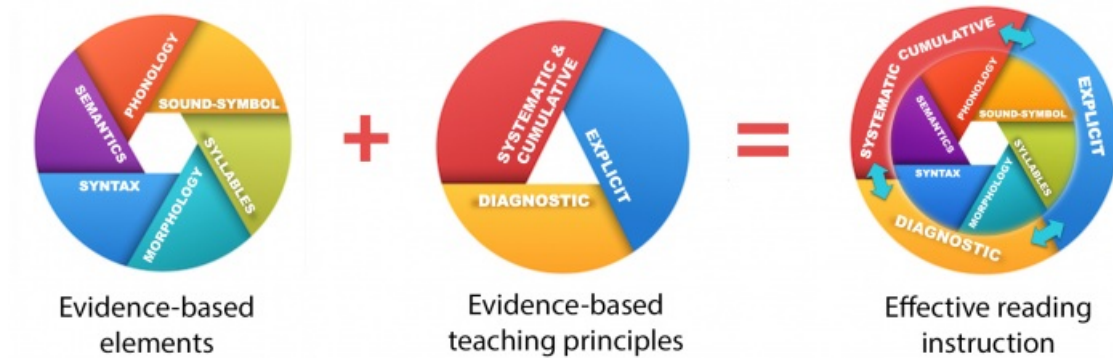 PHONOLOGY
SOUND-SYMBOL
SYLLABLES
MORPHOLOGY
SYNTAX
SEMANTICS
+
SYSTEMATIC &
CUMULATIVE
EXPLICIT
DIAGNOSTIC
=
SYSTEMATIC CUMULATIVE
EXPLICIT
DIAGNOSTIC
PHONOLOGY
SOUND-SYMBOL
SYLLABLES
MORPHOLOGY
SYNTAX
SEMANTICS
Evidence-based
elements
Evidence-based
teaching principles
Effective reading
instruction